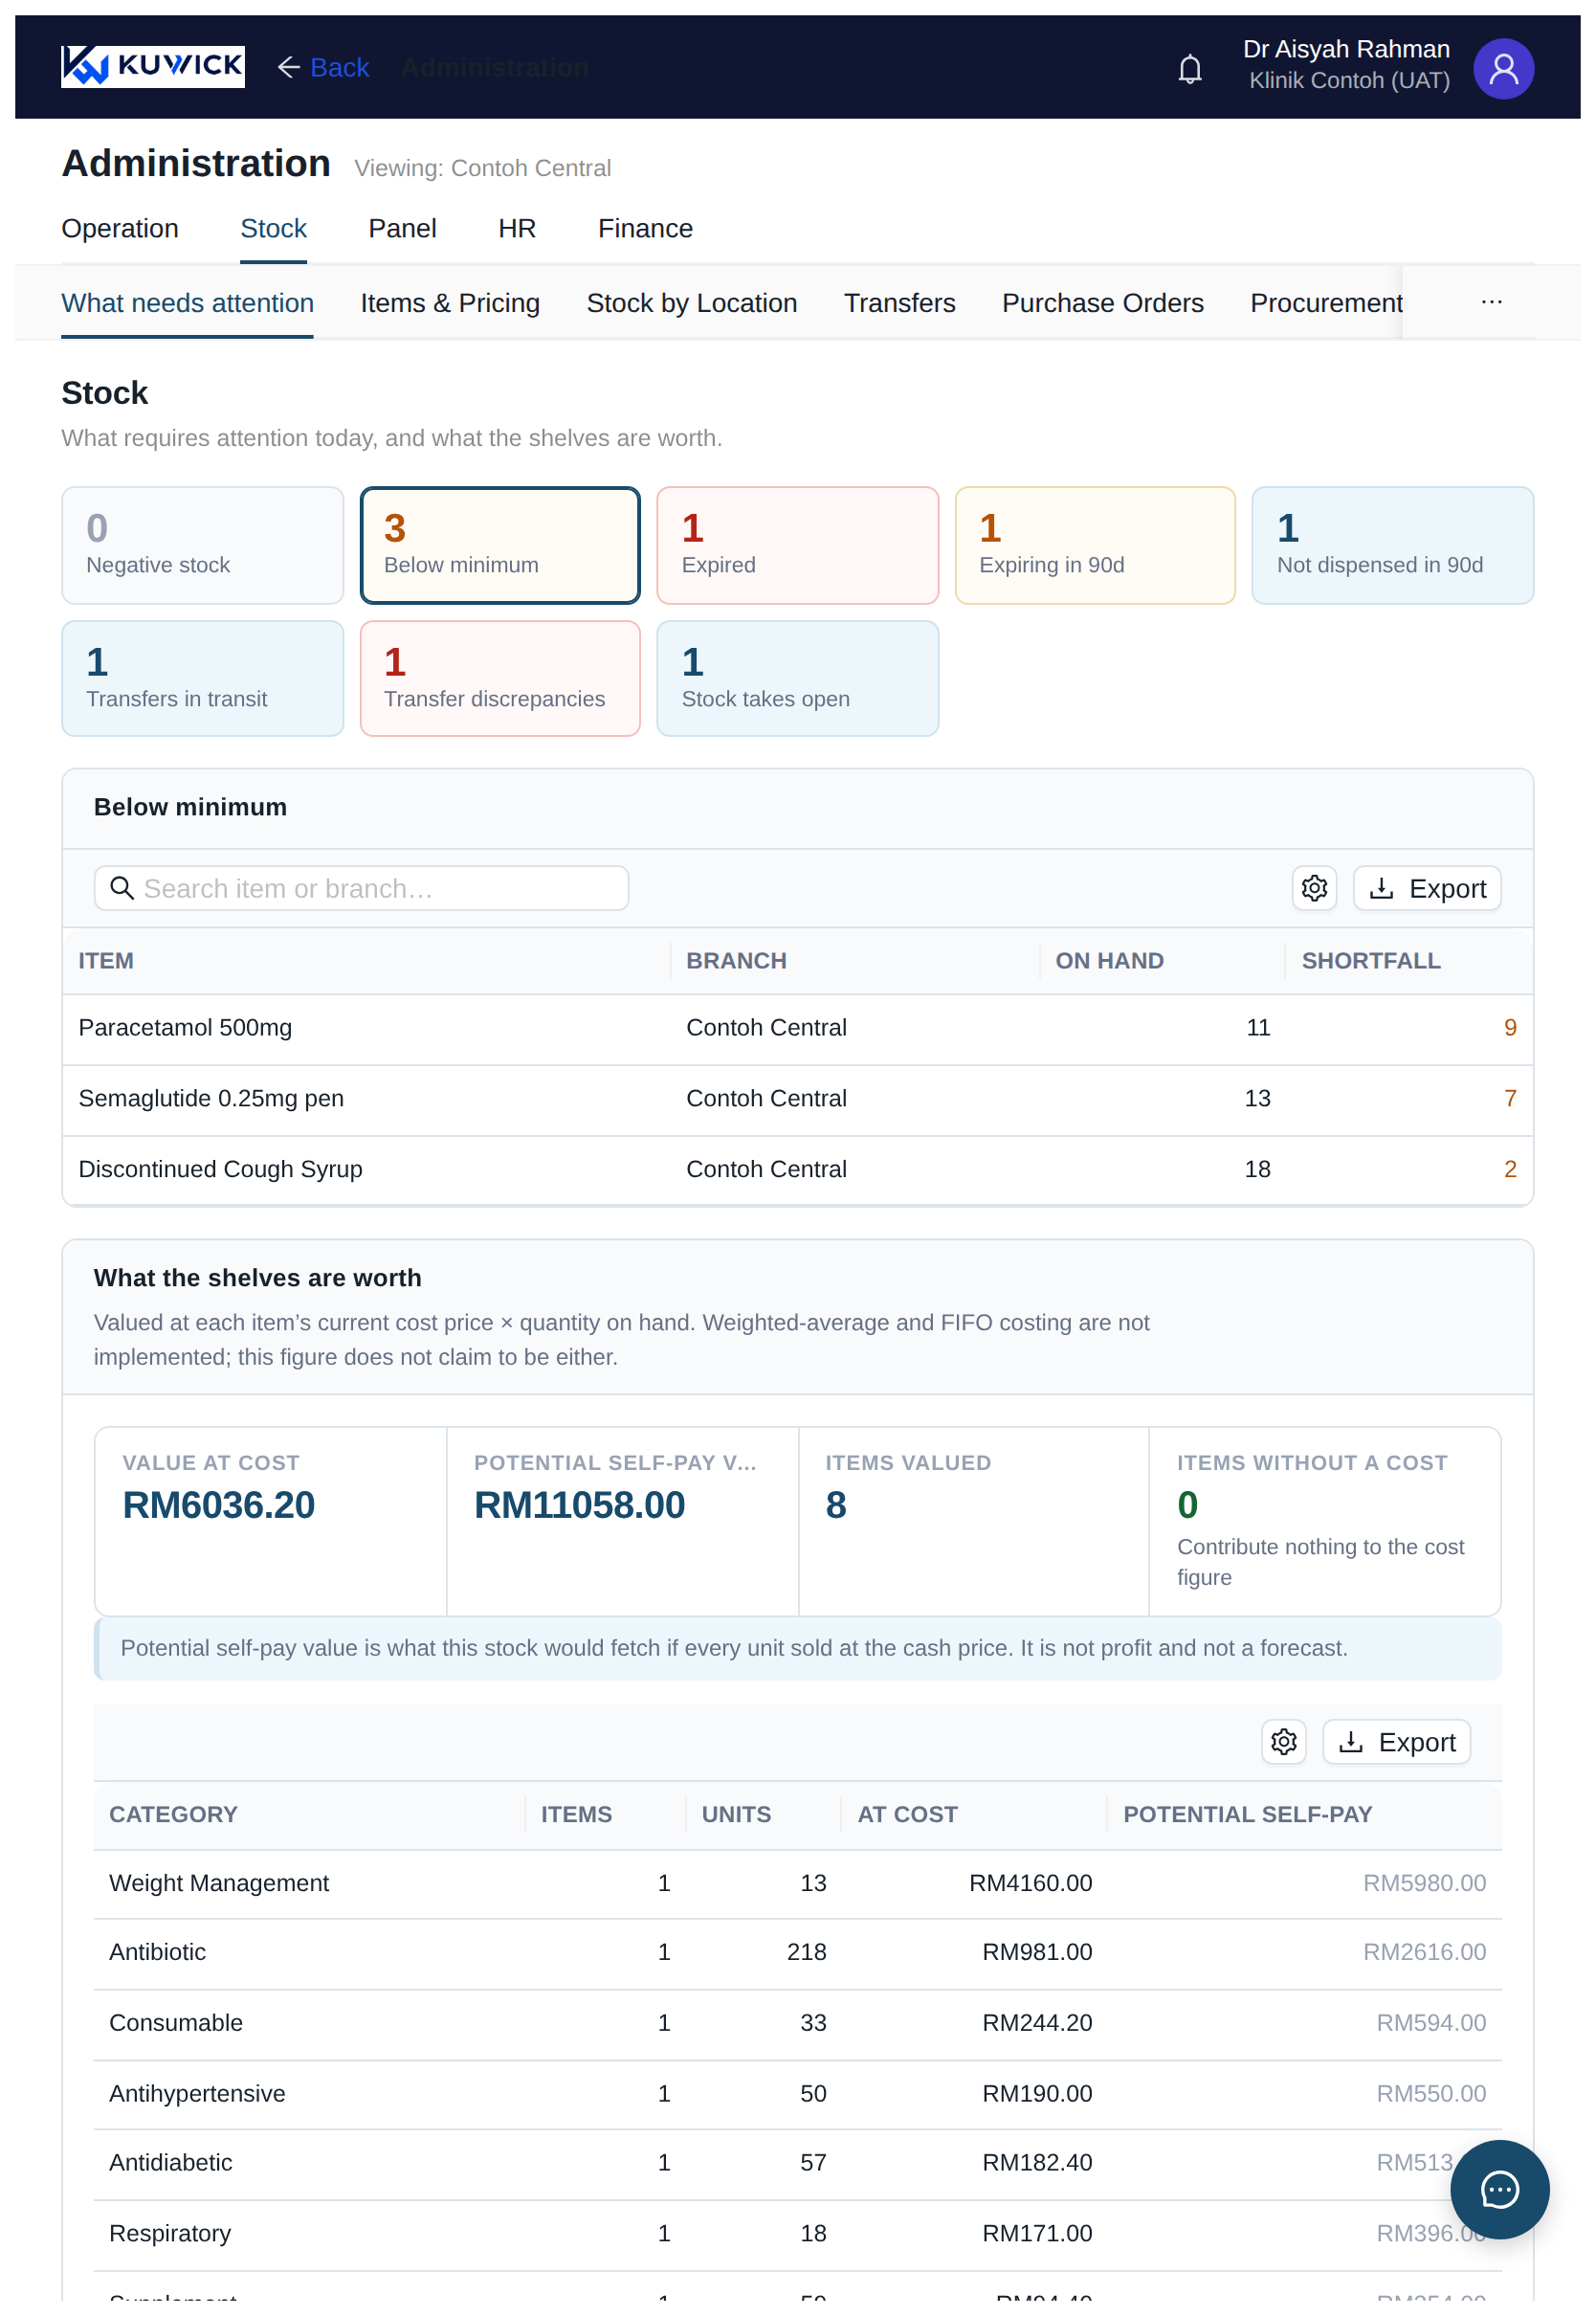 KUWICK
Back
Administration
Dr Aisyah Rahman
Klinik Contoh (UAT)
Administration
Viewing: Contoh Central
Operation
Stock
Panel
HR
Finance
What needs attention
Items & Pricing
Stock by Location
Transfers
Purchase Orders
Procurement
...
Stock
What requires attention today, and what the shelves are worth.
0
Negative stock
3
Below minimum
1
Expired
1
Expiring in 90d
1
Not dispensed in 90d
1
Transfers in transit
1
Transfer discrepancies
1
Stock takes open
Below minimum
Search item or branch…
Export
ITEM BRANCH ON HAND SHORTFALL
Paracetamol 500mg Contoh Central 11 9
Semaglutide 0.25mg pen Contoh Central 13 7
Discontinued Cough Syrup Contoh Central 18 2
What the shelves are worth
Valued at each item’s current cost price × quantity on hand. Weighted-average and FIFO costing are not
implemented; this figure does not claim to be either.
VALUE AT COST
RM6036.20
POTENTIAL SELF-PAY V...
RM11058.00
ITEMS VALUED
8
ITEMS WITHOUT A COST
0
Contribute nothing to the cost
figure
Potential self-pay value is what this stock would fetch if every unit sold at the cash price. It is not profit and not a forecast.
Export
CATEGORY ITEMS UNITS AT COST POTENTIAL SELF-PAY
Weight Management 1 13 RM4160.00 RM5980.00
Antibiotic 1 218 RM981.00 RM2616.00
Consumable 1 33 RM244.20 RM594.00
Antihypertensive 1 50 RM190.00 RM550.00
Antidiabetic 1 57 RM182.40 RM513
Respiratory 1 18 RM171.00 RM396.00